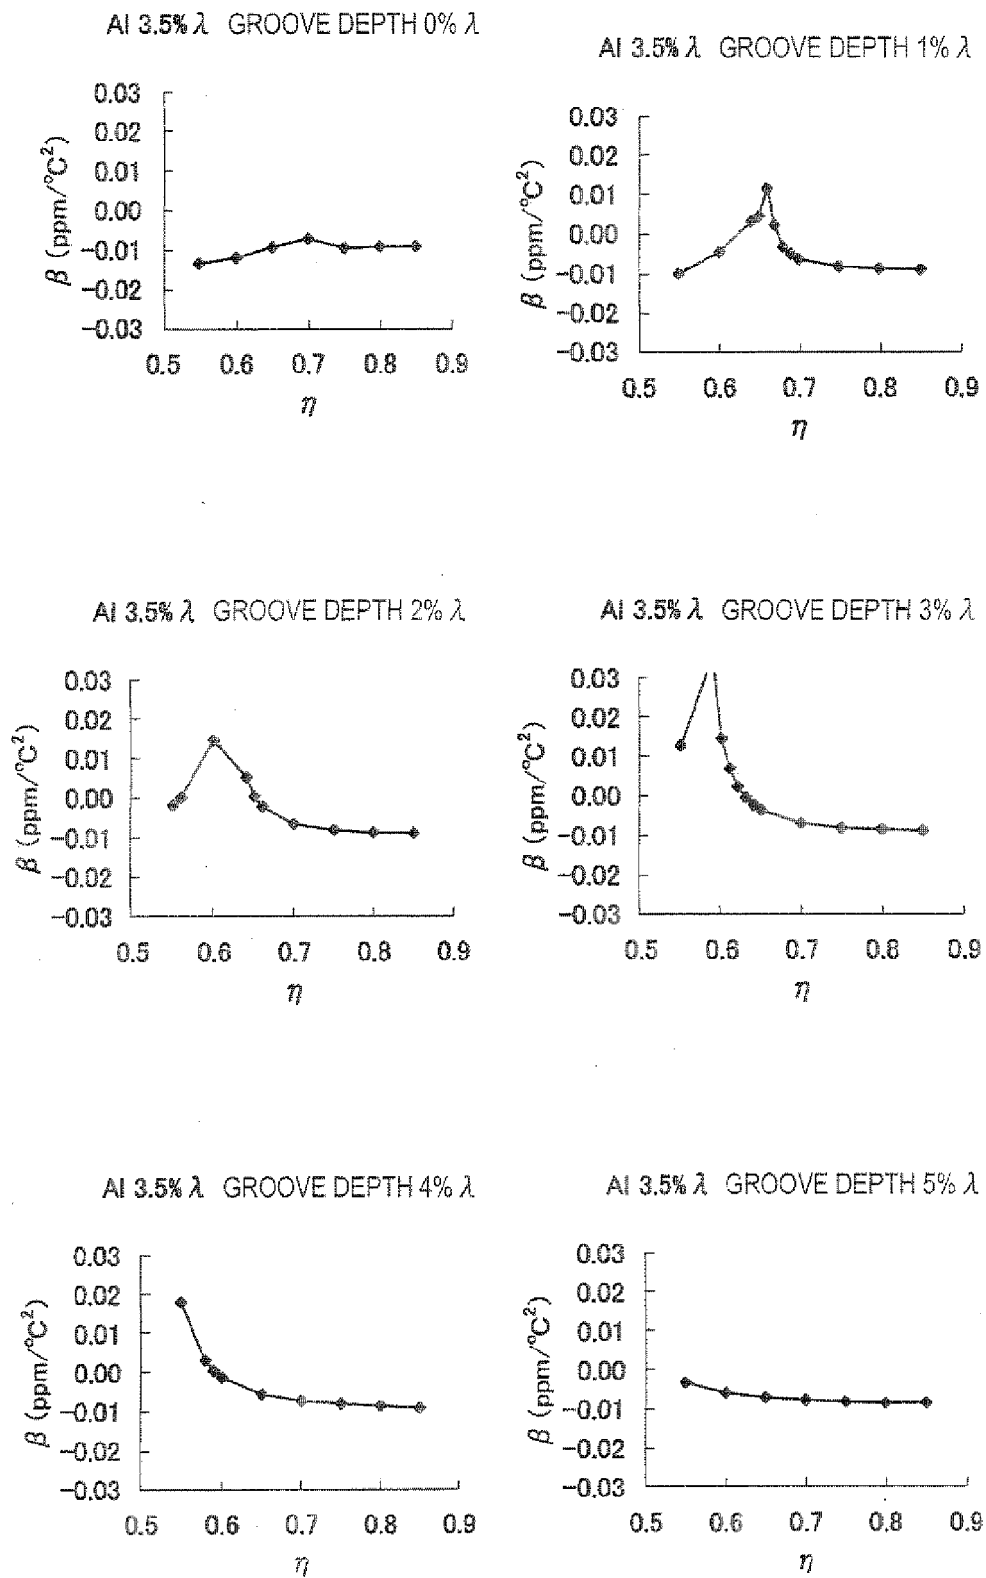 Al 3.5% λ GROOVE DEPTH 0% λ
0.03
0.02
0.01
0.00
−0.01
−0.02
−0.03
β (ppm/°C²)
0.5 0.6 0.7 0.8 0.9
η
Al 3.5% λ GROOVE DEPTH 1% λ
0.03
0.02
0.01
0.00
−0.01
−0.02
−0.03
β (ppm/°C²)
0.5 0.6 0.7 0.8 0.9
η
Al 3.5% λ GROOVE DEPTH 2% λ
0.03
0.02
0.01
0.00
−0.01
−0.02
−0.03
β (ppm/°C²)
0.5 0.6 0.7 0.8 0.9
η
Al 3.5% λ GROOVE DEPTH 3% λ
0.03
0.02
0.01
0.00
−0.01
−0.02
−0.03
β (ppm/°C²)
0.5 0.6 0.7 0.8 0.9
η
Al 3.5% λ GROOVE DEPTH 4% λ
0.03
0.02
0.01
0.00
−0.01
−0.02
−0.03
β (ppm/°C²)
0.5 0.6 0.7 0.8 0.9
η
Al 3.5% λ GROOVE DEPTH 5% λ
0.03
0.02
0.01
0.00
−0.01
−0.02
−0.03
β (ppm/°C²)
0.5 0.6 0.7 0.8 0.9
η